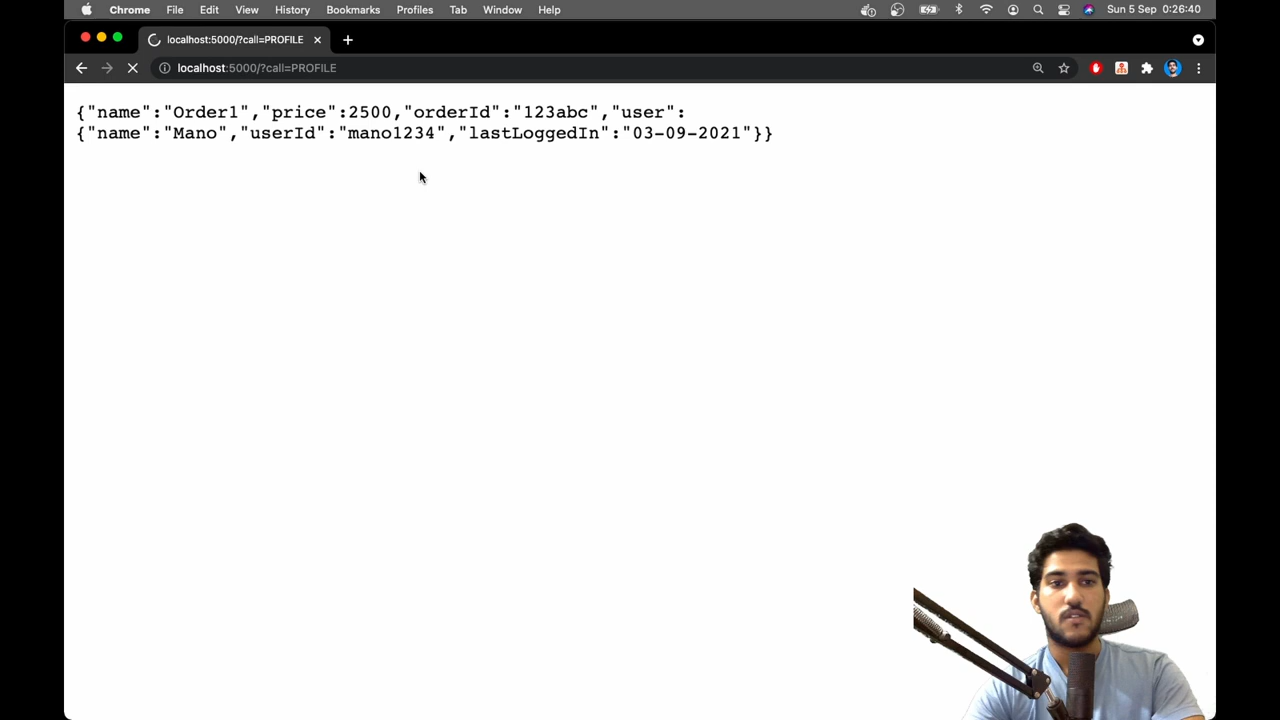 Chrome File Edit View History Bookmarks Profiles Tab Window Help Sun 5 Sep 0:26:40
localhost:5000/?call=PROFILE
localhost:5000/?call=PROFILE
{"name":"Order1","price":2500,"orderId":"123abc","user":
{"name":"Mano","userId":"mano1234","lastLoggedIn":"03-09-2021"}}